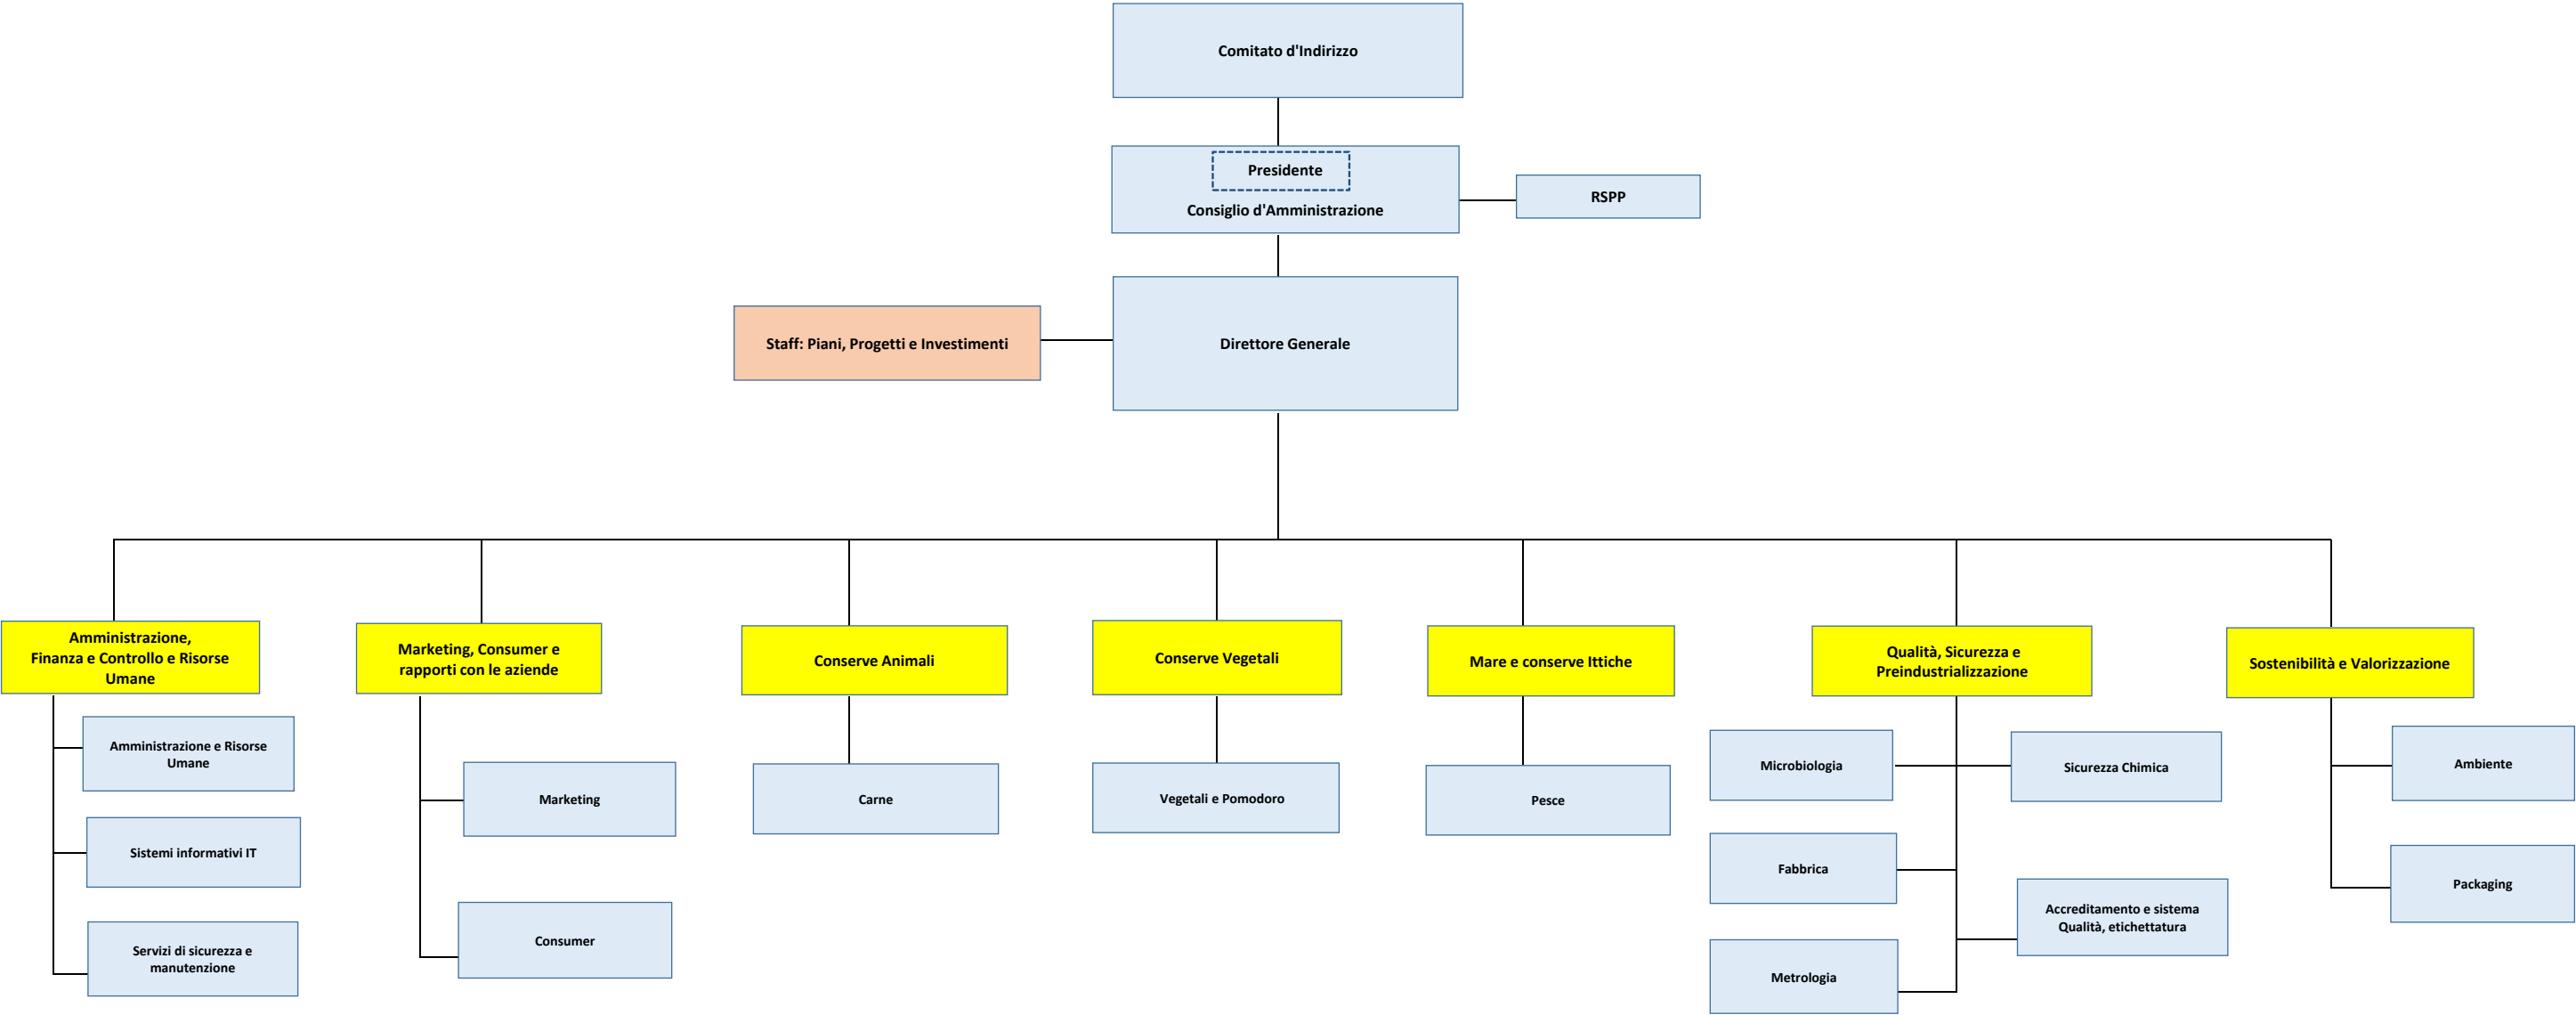 Comitato d'Indirizzo
Presidente
Consiglio d'Amministrazione
RSPP
Staff: Piani, Progetti e Investimenti
Direttore Generale
Amministrazione,
Finanza e Controllo e Risorse
Umane
Marketing, Consumer e
rapporti con le aziende
Conserve Animali
Conserve Vegetali
Mare e conserve Ittiche
Qualità, Sicurezza e
Preindustrializzazione
Sostenibilità e Valorizzazione
Amministrazione e Risorse
Umane
Sistemi informativi IT
Servizi di sicurezza e
manutenzione
Marketing
Consumer
Carne
Vegetali e Pomodoro
Pesce
Microbiologia
Sicurezza Chimica
Fabbrica
Accreditamento e sistema
Qualità, etichettatura
Metrologia
Ambiente
Packaging